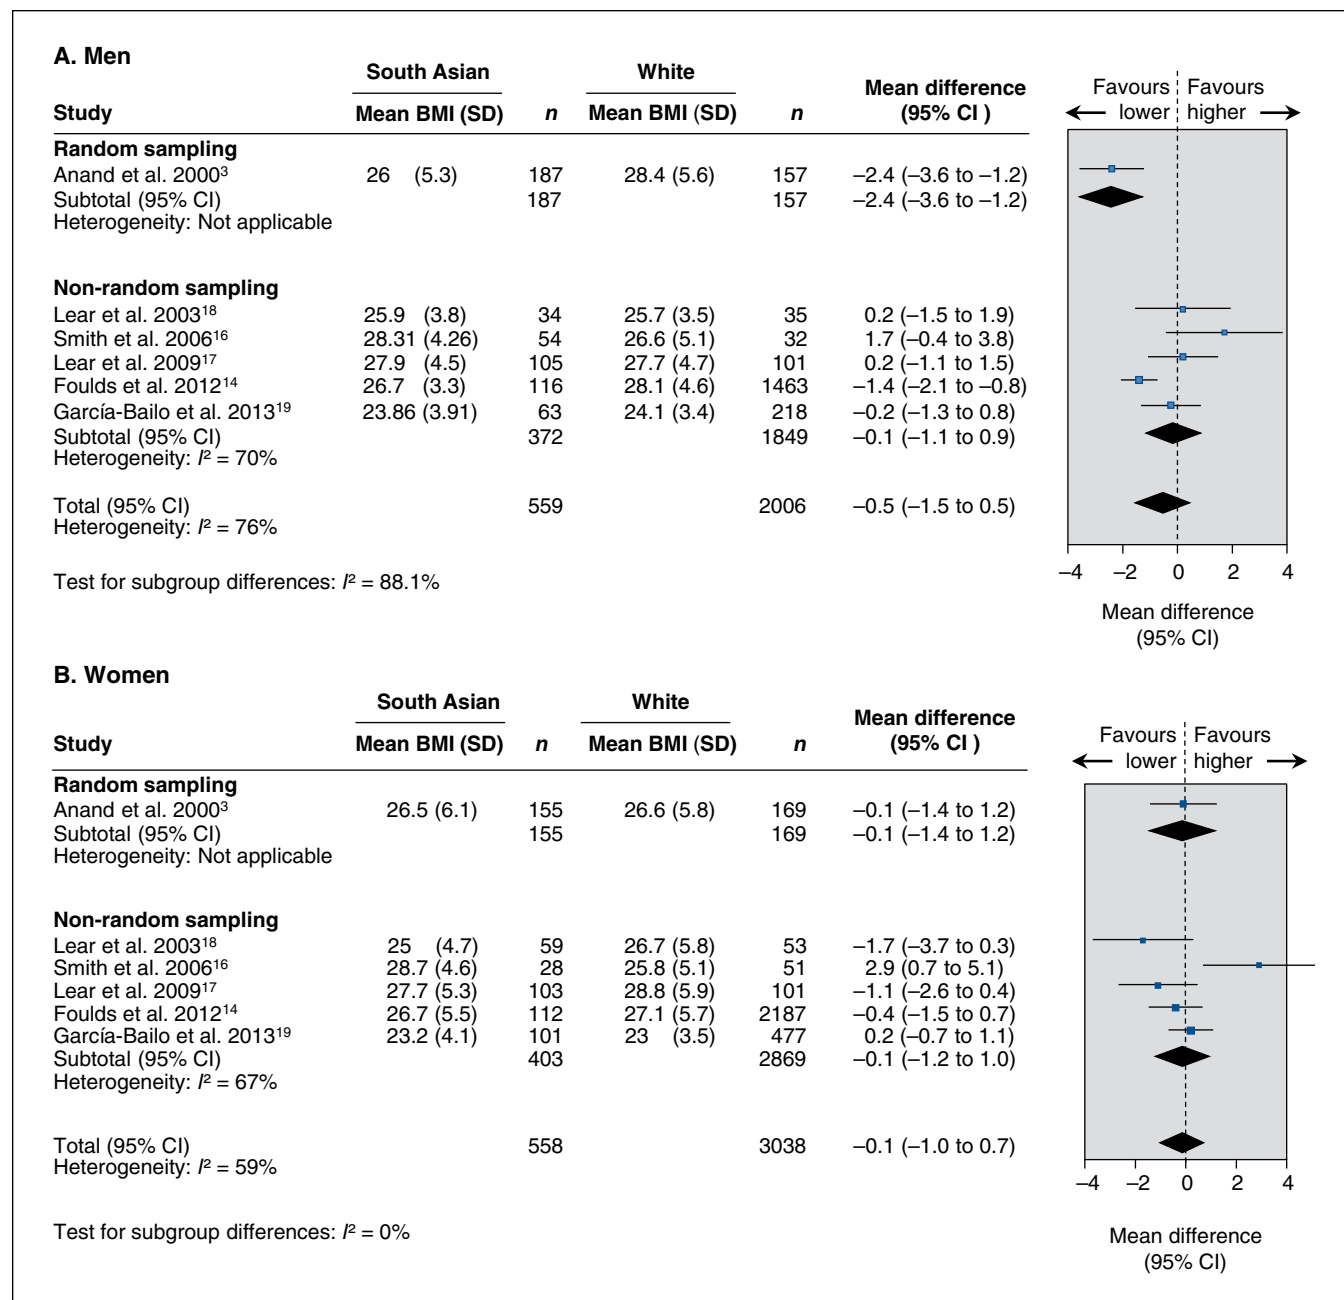 A. Men
South Asian White Mean difference (95% CI ) Favours lower Favours higher
Study Mean BMI (SD) n Mean BMI (SD) n
Random sampling
Anand et al. 2000³ 26 (5.3) 187 28.4 (5.6) 157 –2.4 (–3.6 to –1.2)
Subtotal (95% CI) 187 157 –2.4 (–3.6 to –1.2)
Heterogeneity: Not applicable
Non-random sampling
Lear et al. 2003¹⁸ 25.9 (3.8) 34 25.7 (3.5) 35 0.2 (–1.5 to 1.9)
Smith et al. 2006¹⁶ 28.31 (4.26) 54 26.6 (5.1) 32 1.7 (–0.4 to 3.8)
Lear et al. 2009¹⁷ 27.9 (4.5) 105 27.7 (4.7) 101 0.2 (–1.1 to 1.5)
Foulds et al. 2012¹⁴ 26.7 (3.3) 116 28.1 (4.6) 1463 –1.4 (–2.1 to –0.8)
García-Bailo et al. 2013¹⁹ 23.86 (3.91) 63 24.1 (3.4) 218 –0.2 (–1.3 to 0.8)
Subtotal (95% CI) 372 1849 –0.1 (–1.1 to 0.9)
Heterogeneity: I² = 70%
Total (95% CI) 559 2006 –0.5 (–1.5 to 0.5)
Heterogeneity: I² = 76%
–4 –2 0 2 4
Test for subgroup differences: I² = 88.1%
Mean difference
(95% CI)
B. Women
South Asian White Mean difference (95% CI ) Favours lower Favours higher
Study Mean BMI (SD) n Mean BMI (SD) n
Random sampling
Anand et al. 2000³ 26.5 (6.1) 155 26.6 (5.8) 169 –0.1 (–1.4 to 1.2)
Subtotal (95% CI) 155 169 –0.1 (–1.4 to 1.2)
Heterogeneity: Not applicable
Non-random sampling
Lear et al. 2003¹⁸ 25 (4.7) 59 26.7 (5.8) 53 –1.7 (–3.7 to 0.3)
Smith et al. 2006¹⁶ 28.7 (4.6) 28 25.8 (5.1) 51 2.9 (0.7 to 5.1)
Lear et al. 2009¹⁷ 27.7 (5.3) 103 28.8 (5.9) 101 –1.1 (–2.6 to 0.4)
Foulds et al. 2012¹⁴ 26.7 (5.5) 112 27.1 (5.7) 2187 –0.4 (–1.5 to 0.7)
García-Bailo et al. 2013¹⁹ 23.2 (4.1) 101 23 (3.5) 477 0.2 (–0.7 to 1.1)
Subtotal (95% CI) 403 2869 –0.1 (–1.2 to 1.0)
Heterogeneity: I² = 67%
Total (95% CI) 558 3038 –0.1 (–1.0 to 0.7)
Heterogeneity: I² = 59%
–4 –2 0 2 4
Test for subgroup differences: I² = 0%
Mean difference
(95% CI)